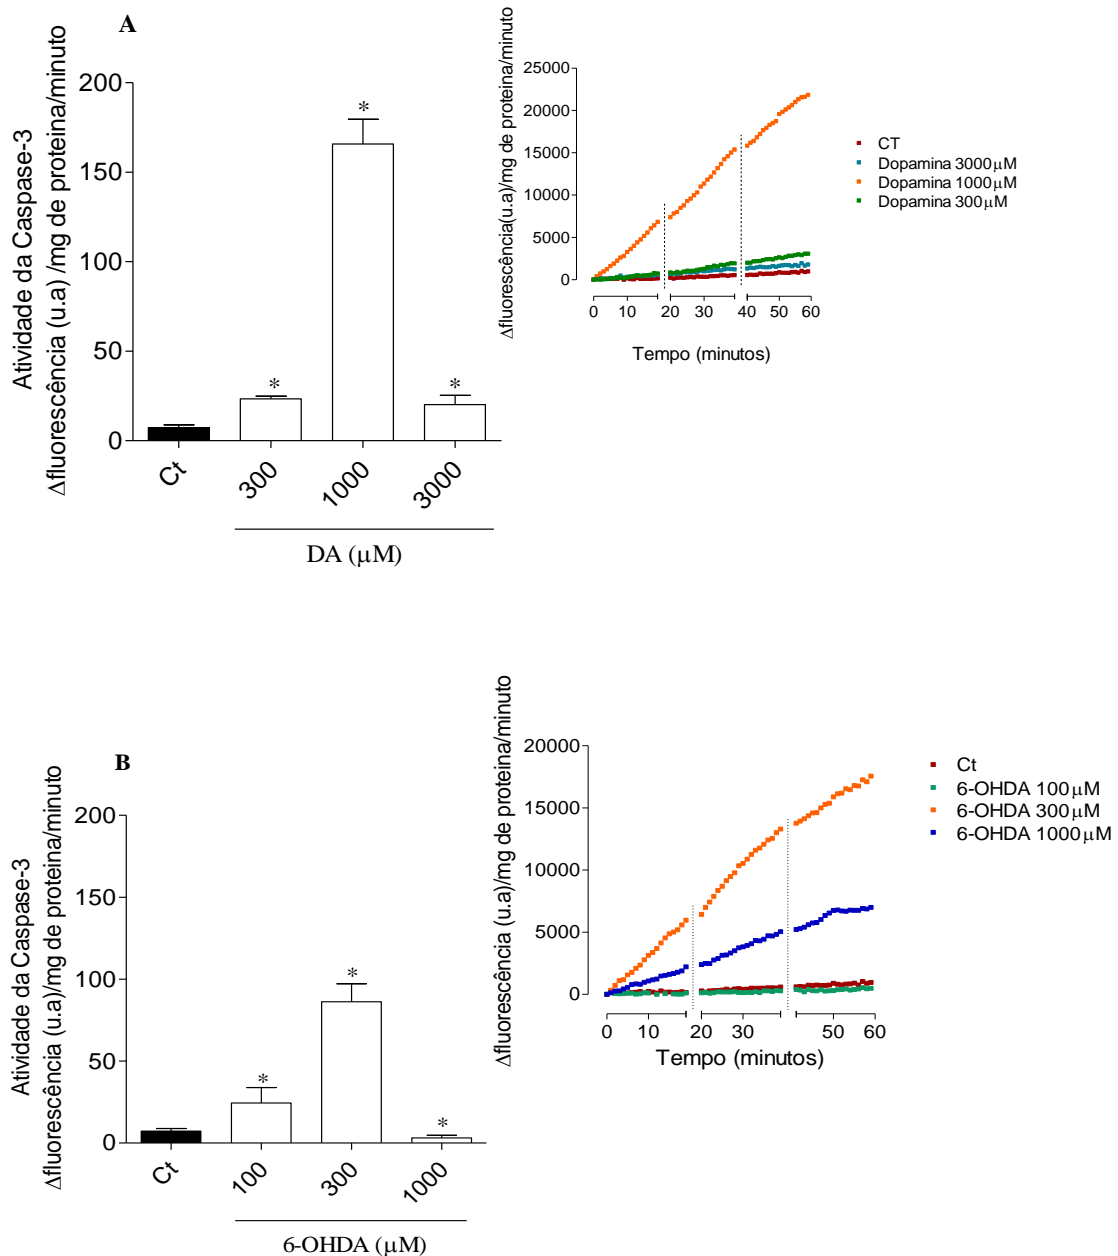 A
Atividade da Caspase-3
Δfluorescência (u.a) /mg de proteina/minuto
200
150
100
50
0
Ct
300
1000
3000
*
*
*
DA (μM)
Δfluorescência(u.a)/mg de proteina/minuto
25000
20000
15000
10000
5000
0
0 10 20 30 40 50 60
Tempo (minutos)
CT
Dopamina 3000μM
Dopamina 1000μM
Dopamina 300μM
B
Atividade da Caspase-3
Δfluorescência (u.a)/mg de proteina/minuto
200
150
100
50
0
Ct
100
300
1000
*
*
*
6-OHDA (μM)
Δfluorescência (u.a)/mg de proteina/minuto
20000
15000
10000
5000
0
0 10 20 30 50 60
Tempo (minutos)
Ct
6-OHDA 100μM
6-OHDA 300μM
6-OHDA 1000μM